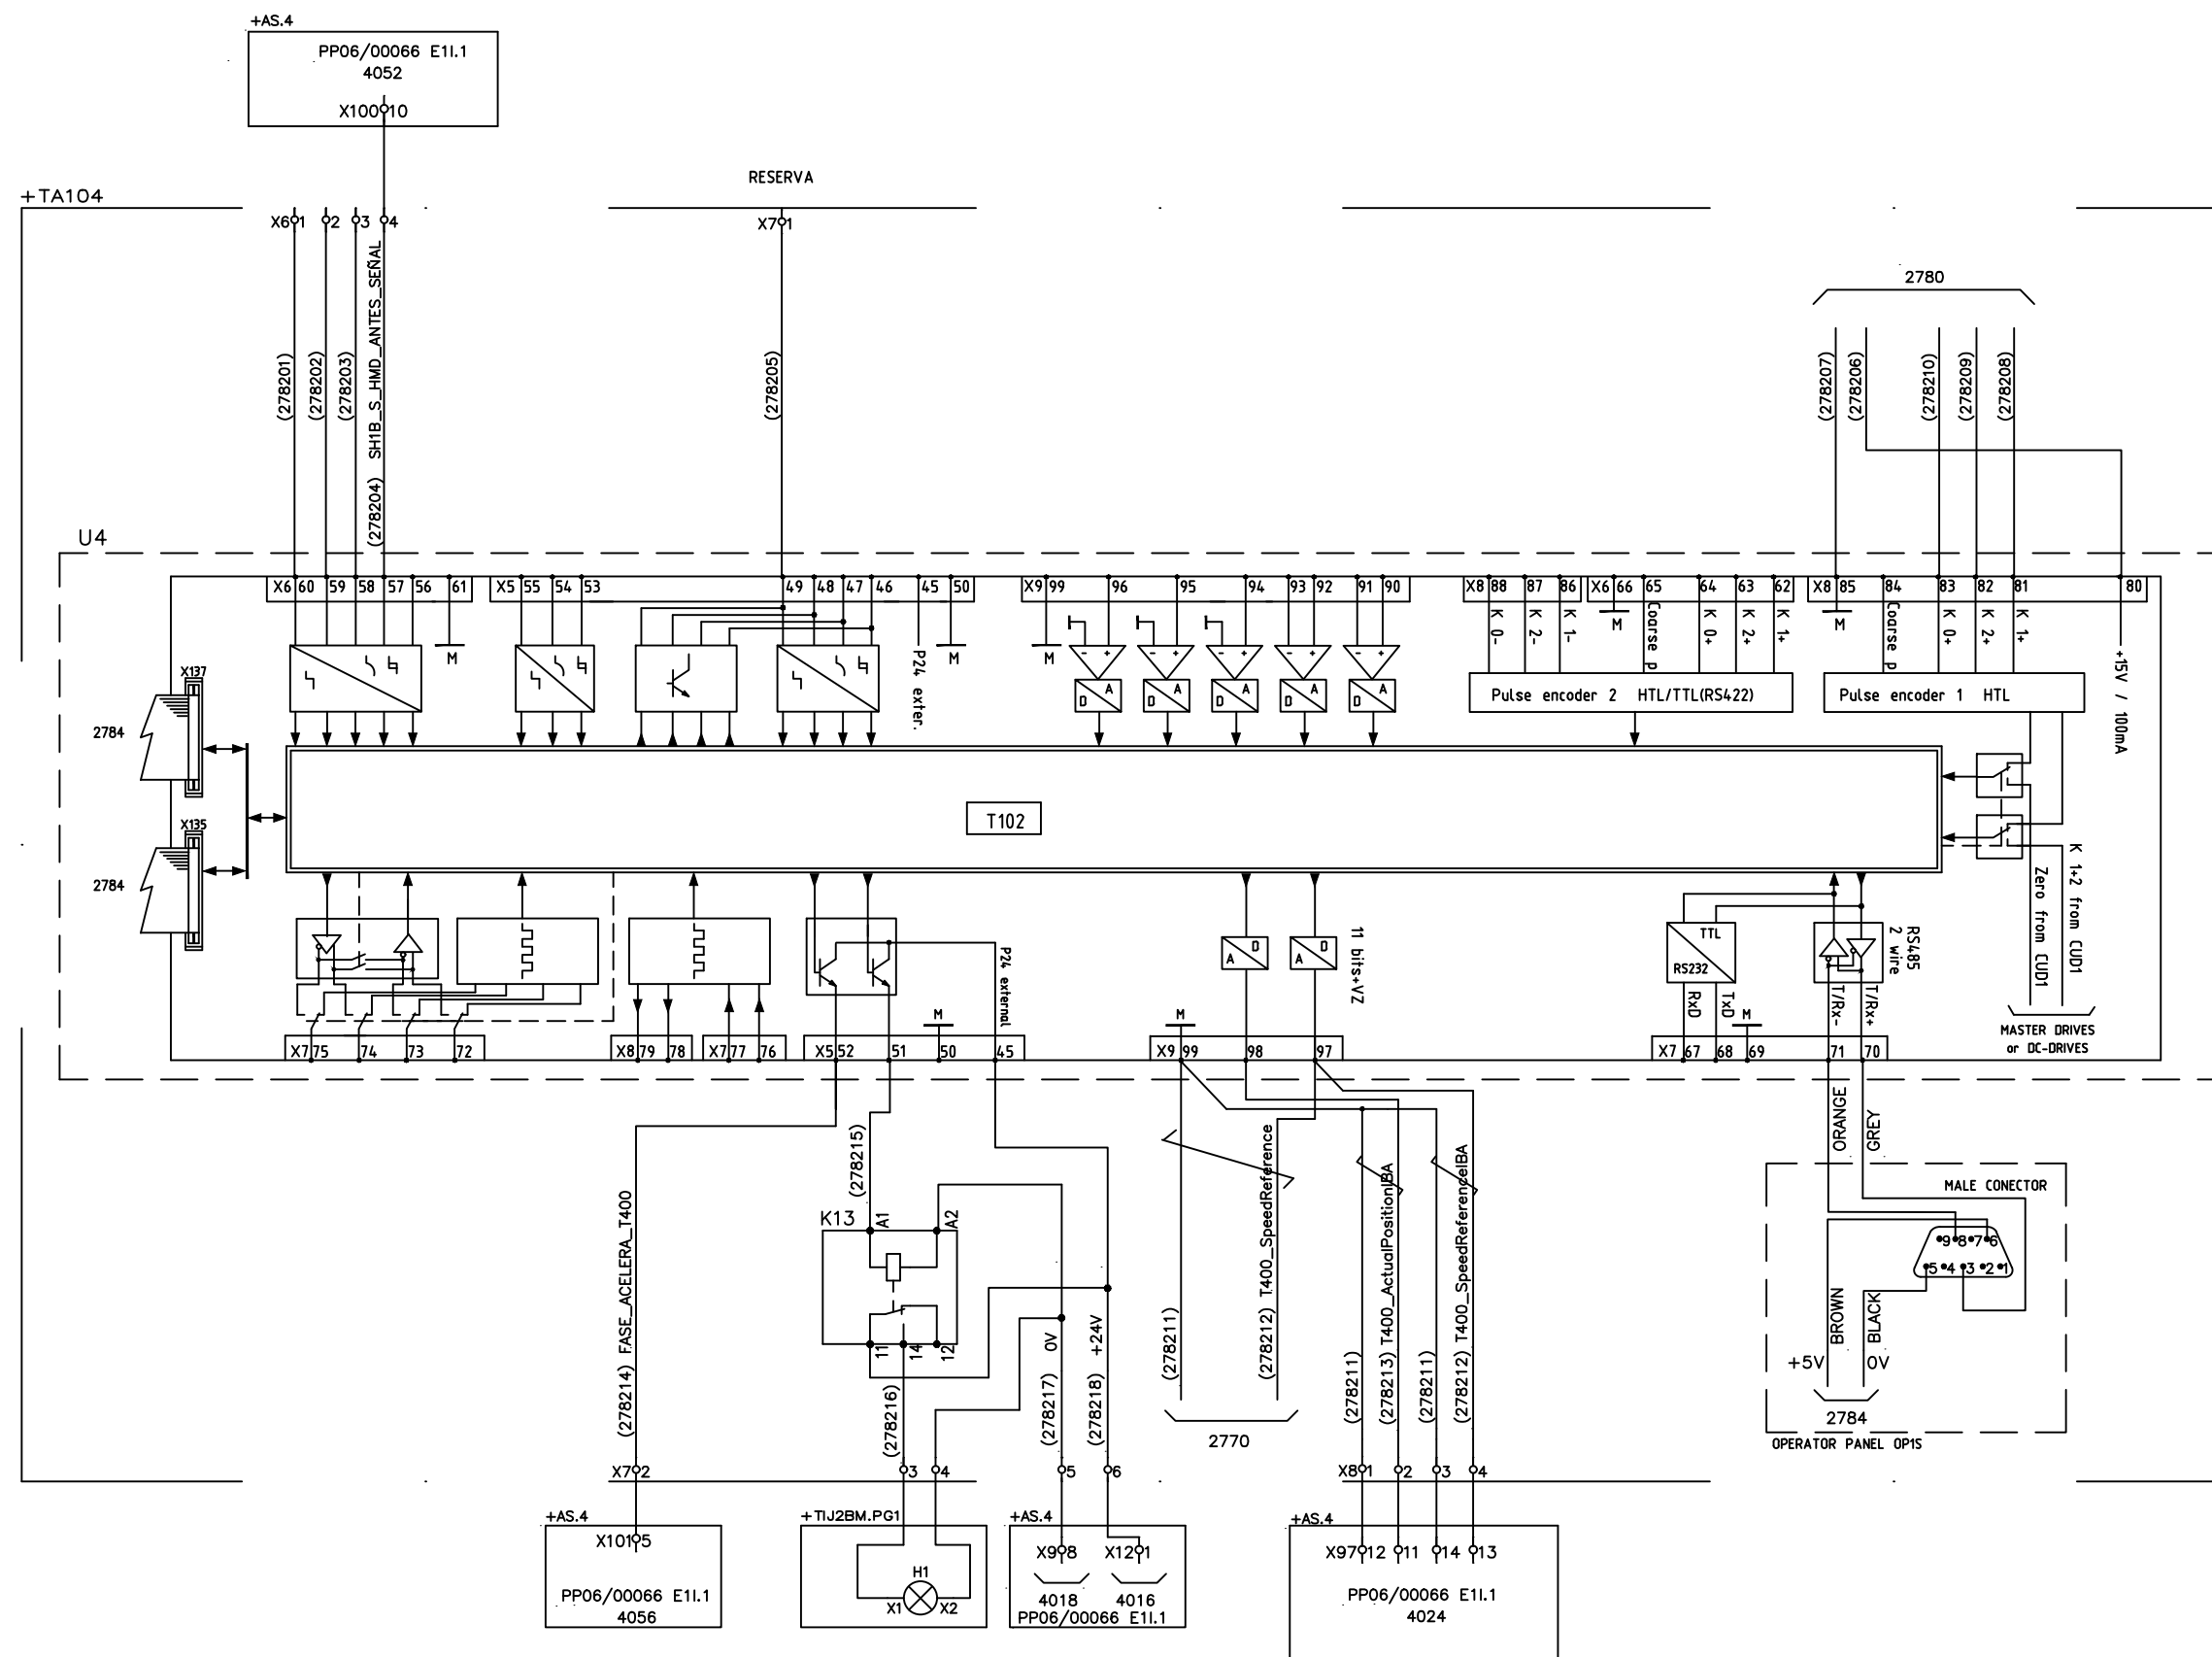 +AS.4
PP06/00066 E1I.1
4052
X100 10
RESERVA
+TA104
X6 1 2 3 4
X7 1
2780
(278201)
(278202)
(278203)
(278204) SH1B_S_HMD_ANTES_SEÑAL
(278205)
(278207)
(278206)
(278210)
(278209)
(278208)
U4
X6 60 59 58 57 56 61
X5 55 54 53 49 48 47 46 45 50
X9 99 96 95 94 93 92 91 90
X8 88 87 86
X6 66 65 64 63 62
X8 85 84 83 82 81 80
M
P24 exter.
M
M
- +
- +
- +
- +
- +
A
D
A
D
A
D
A
D
A
D
K 0-
K 2-
K 1-
M
Coarse p
K 0+
K 2+
K 1+
M
Coarse p
K 0+
K 2+
K 1+
+15V / 100mA
Pulse encoder 2 HTL/TTL(RS422)
Pulse encoder 1 HTL
X137
2784
X135
2784
T102
K 1+2 from CUD1
Zero from CUD1
MASTER DRIVES
or DC-DRIVES
P24 external
M
M
D
A
D
A
11 bits+VZ
TTL
RS232
RxD
TxD
M
RS485
2 wire
T/Rx-
T/Rx+
X7 75 74 73 72
X8 79 78
X7 77 76
X5 52 51 50 45
X9 99 98 97
X7 67 68 69 71 70
ORANGE
GREY
MALE CONECTOR
9 8 7 6
5 4 3 2 1
BROWN
BLACK
+5V
0V
2784
OPERATOR PANEL OP1S
(278214) FASE_ACELERA_T400
(278215)
K13
A1
A2
11
14
12
(278216)
(278217) 0V
(278218) +24V
(278211)
(278212) T400_SpeedReference
2770
(278211)
(278213) T400_ActualPositionIBA
(278211)
(278212) T400_SpeedReferenceIBA
X7 2 3 4 5 6
X8 1 2 3 4
+AS.4
X101 5
PP06/00066 E1I.1
4056
+TIJ2BM.PG1
H1
X1
X2
+AS.4
X9 8
X12 1
4018
4016
PP06/00066 E1I.1
+AS.4
X97 12 11 14 13
PP06/00066 E1I.1
4024